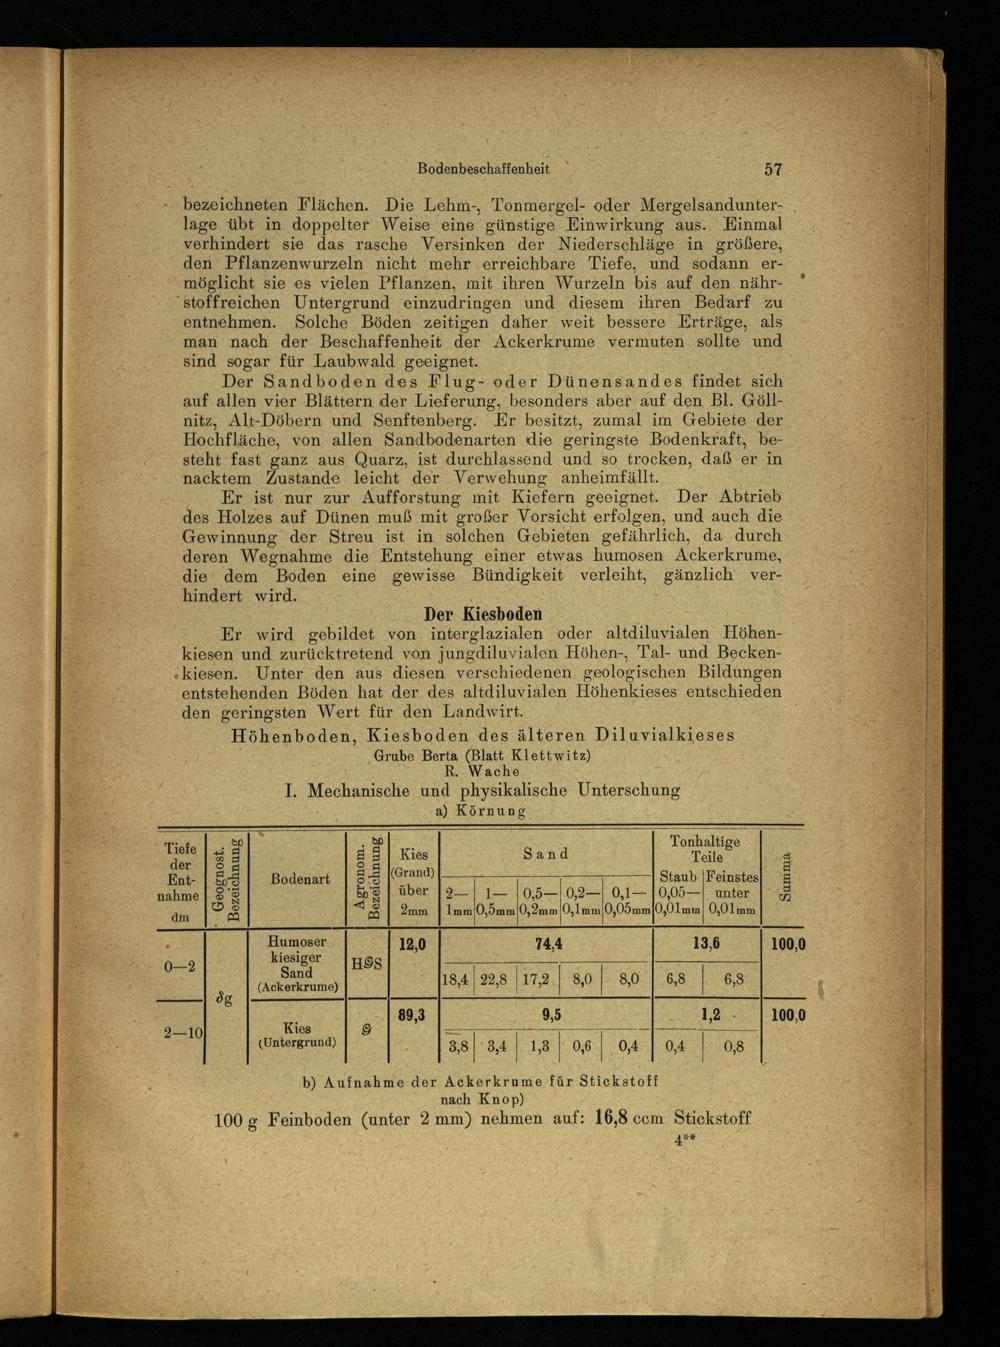 Bodenbeschaffenheit 57
bezeichneten Flächen. Die Lehm-, Tonmergel- oder Mergelsandunter-
lage übt in doppelter Weise eine günstige Einwirkung aus. Einmal
verhindert sie das rasche Versinken der Niederschläge in größere,
den Pflanzenwurzeln nicht mehr erreichbare Tiefe, und sodann er-
möglicht sie es vielen Pflanzen, mit ihren Wurzeln bis auf den nähr-
stoffreichen Untergrund einzudringen und diesem ihren Bedarf zu
entnehmen. Solche Böden zeitigen daher weit bessere Erträge, als
man nach der Beschaffenheit der Ackerkrume vermuten sollte und
sind sogar für Laubwald geeignet.
Der Sandboden des Flug- oder Dünensandes findet sich
auf allen vier Blättern der Lieferung, besonders aber auf den Bl. Göll-
nitz, Alt-Döbern und Senftenberg. Er besitzt, zumal im Gebiete der
Hochfläche, von allen Sandbodenarten die geringste Bodenkraft, be-
steht fast ganz aus Quarz, ist durchlassend und so trocken, daß er in
nacktem Zustande leicht der Verwehung anheimfällt.
Er ist nur zur Aufforstung mit Kiefern geeignet. Der Abtrieb
des Holzes auf Dünen muß mit großer Vorsicht erfolgen, und auch die
Gewinnung der Streu ist in solchen Gebieten gefährlich, da durch
deren Wegnahme die Entstehung einer etwas humosen Ackerkrume,
die dem Boden eine gewisse Bündigkeit verleiht, gänzlich ver-
hindert wird.
Der Kiesboden
Er wird gebildet von interglazialen oder altdiluvialen Höhen-
kiesen und zurücktretend von jungdiluvialen Höhen-, Tal- und Becken-
kiesen. Unter den aus diesen verschiedenen geologischen Bildungen
entstehenden Böden hat der des altdiluvialen Höhenkieses entschieden
den geringsten Wert für den Landwirt.
Höhenboden, Kiesboden des älteren Diluvialkieses
Grube Berta (Blatt Klettwitz)
R. Wache
I. Mechanische und physikalische Unterschung
a) Körnung
Tiefe der Ent- nahme dm
Geognost. Bezeichnung
Bodenart
Agronom. Bezeichnung
Kies (Grand) über 2mm
Sand
2— 1mm 1— 0,5mm 0,5— 0,2mm 0,2— 0,1mm 0,1— 0,05mm
Tonhaltige Teile
Staub 0,05— 0,01mm Feinstes unter 0,01mm
Summa
0—2 Humoser kiesiger Sand (Ackerkrume) 12,0 74,4 13,6 100,0
18,4 22,8 17,2 8,0 8,0 6,8 6,8
δg
2—10 Kies (Untergrund) 89,3 9,5 1,2 100,0
3,8 3,4 1,3 0,6 0,4 0,4 0,8
b) Aufnahme der Ackerkrume für Stickstoff
nach Knop)
100 g Feinboden (unter 2 mm) nehmen auf: 16,8 ccm Stickstoff
4**